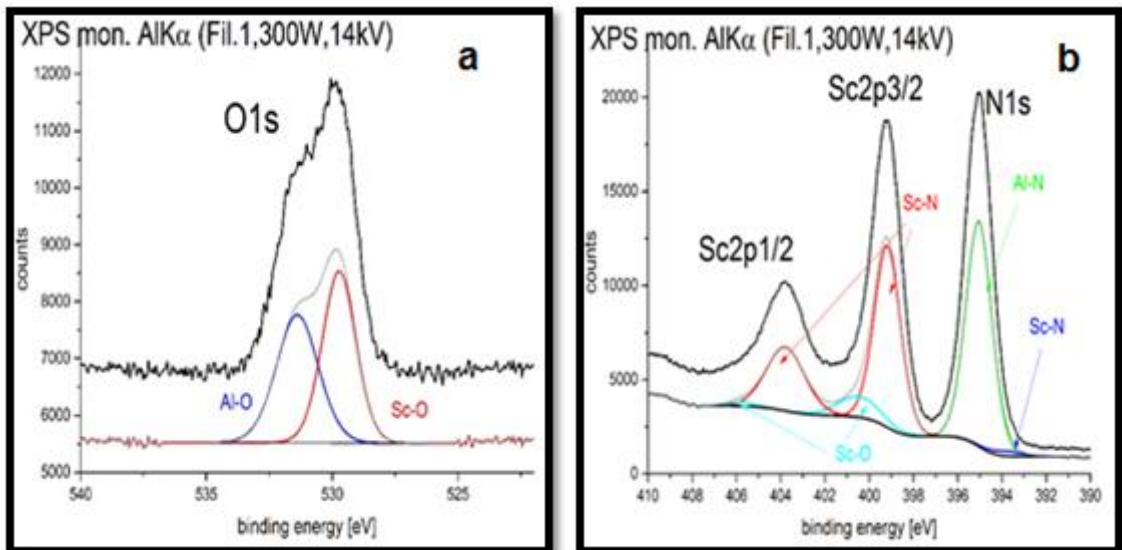 XPS mon. AlKα (Fil.1,300W,14kV)
a
O1s
Al-O
Sc-O
counts
12000
11000
10000
9000
8000
7000
6000
5000
540
535
530
525
binding energy [eV]
XPS mon. AlKα (Fil.1,300W,14kV)
b
Sc2p3/2
N1s
Sc-N
Al-N
Sc2p1/2
Sc-N
Sc-O
counts
20000
15000
10000
5000
0
410
408
406
404
402
400
398
396
394
392
390
binding energy [eV]